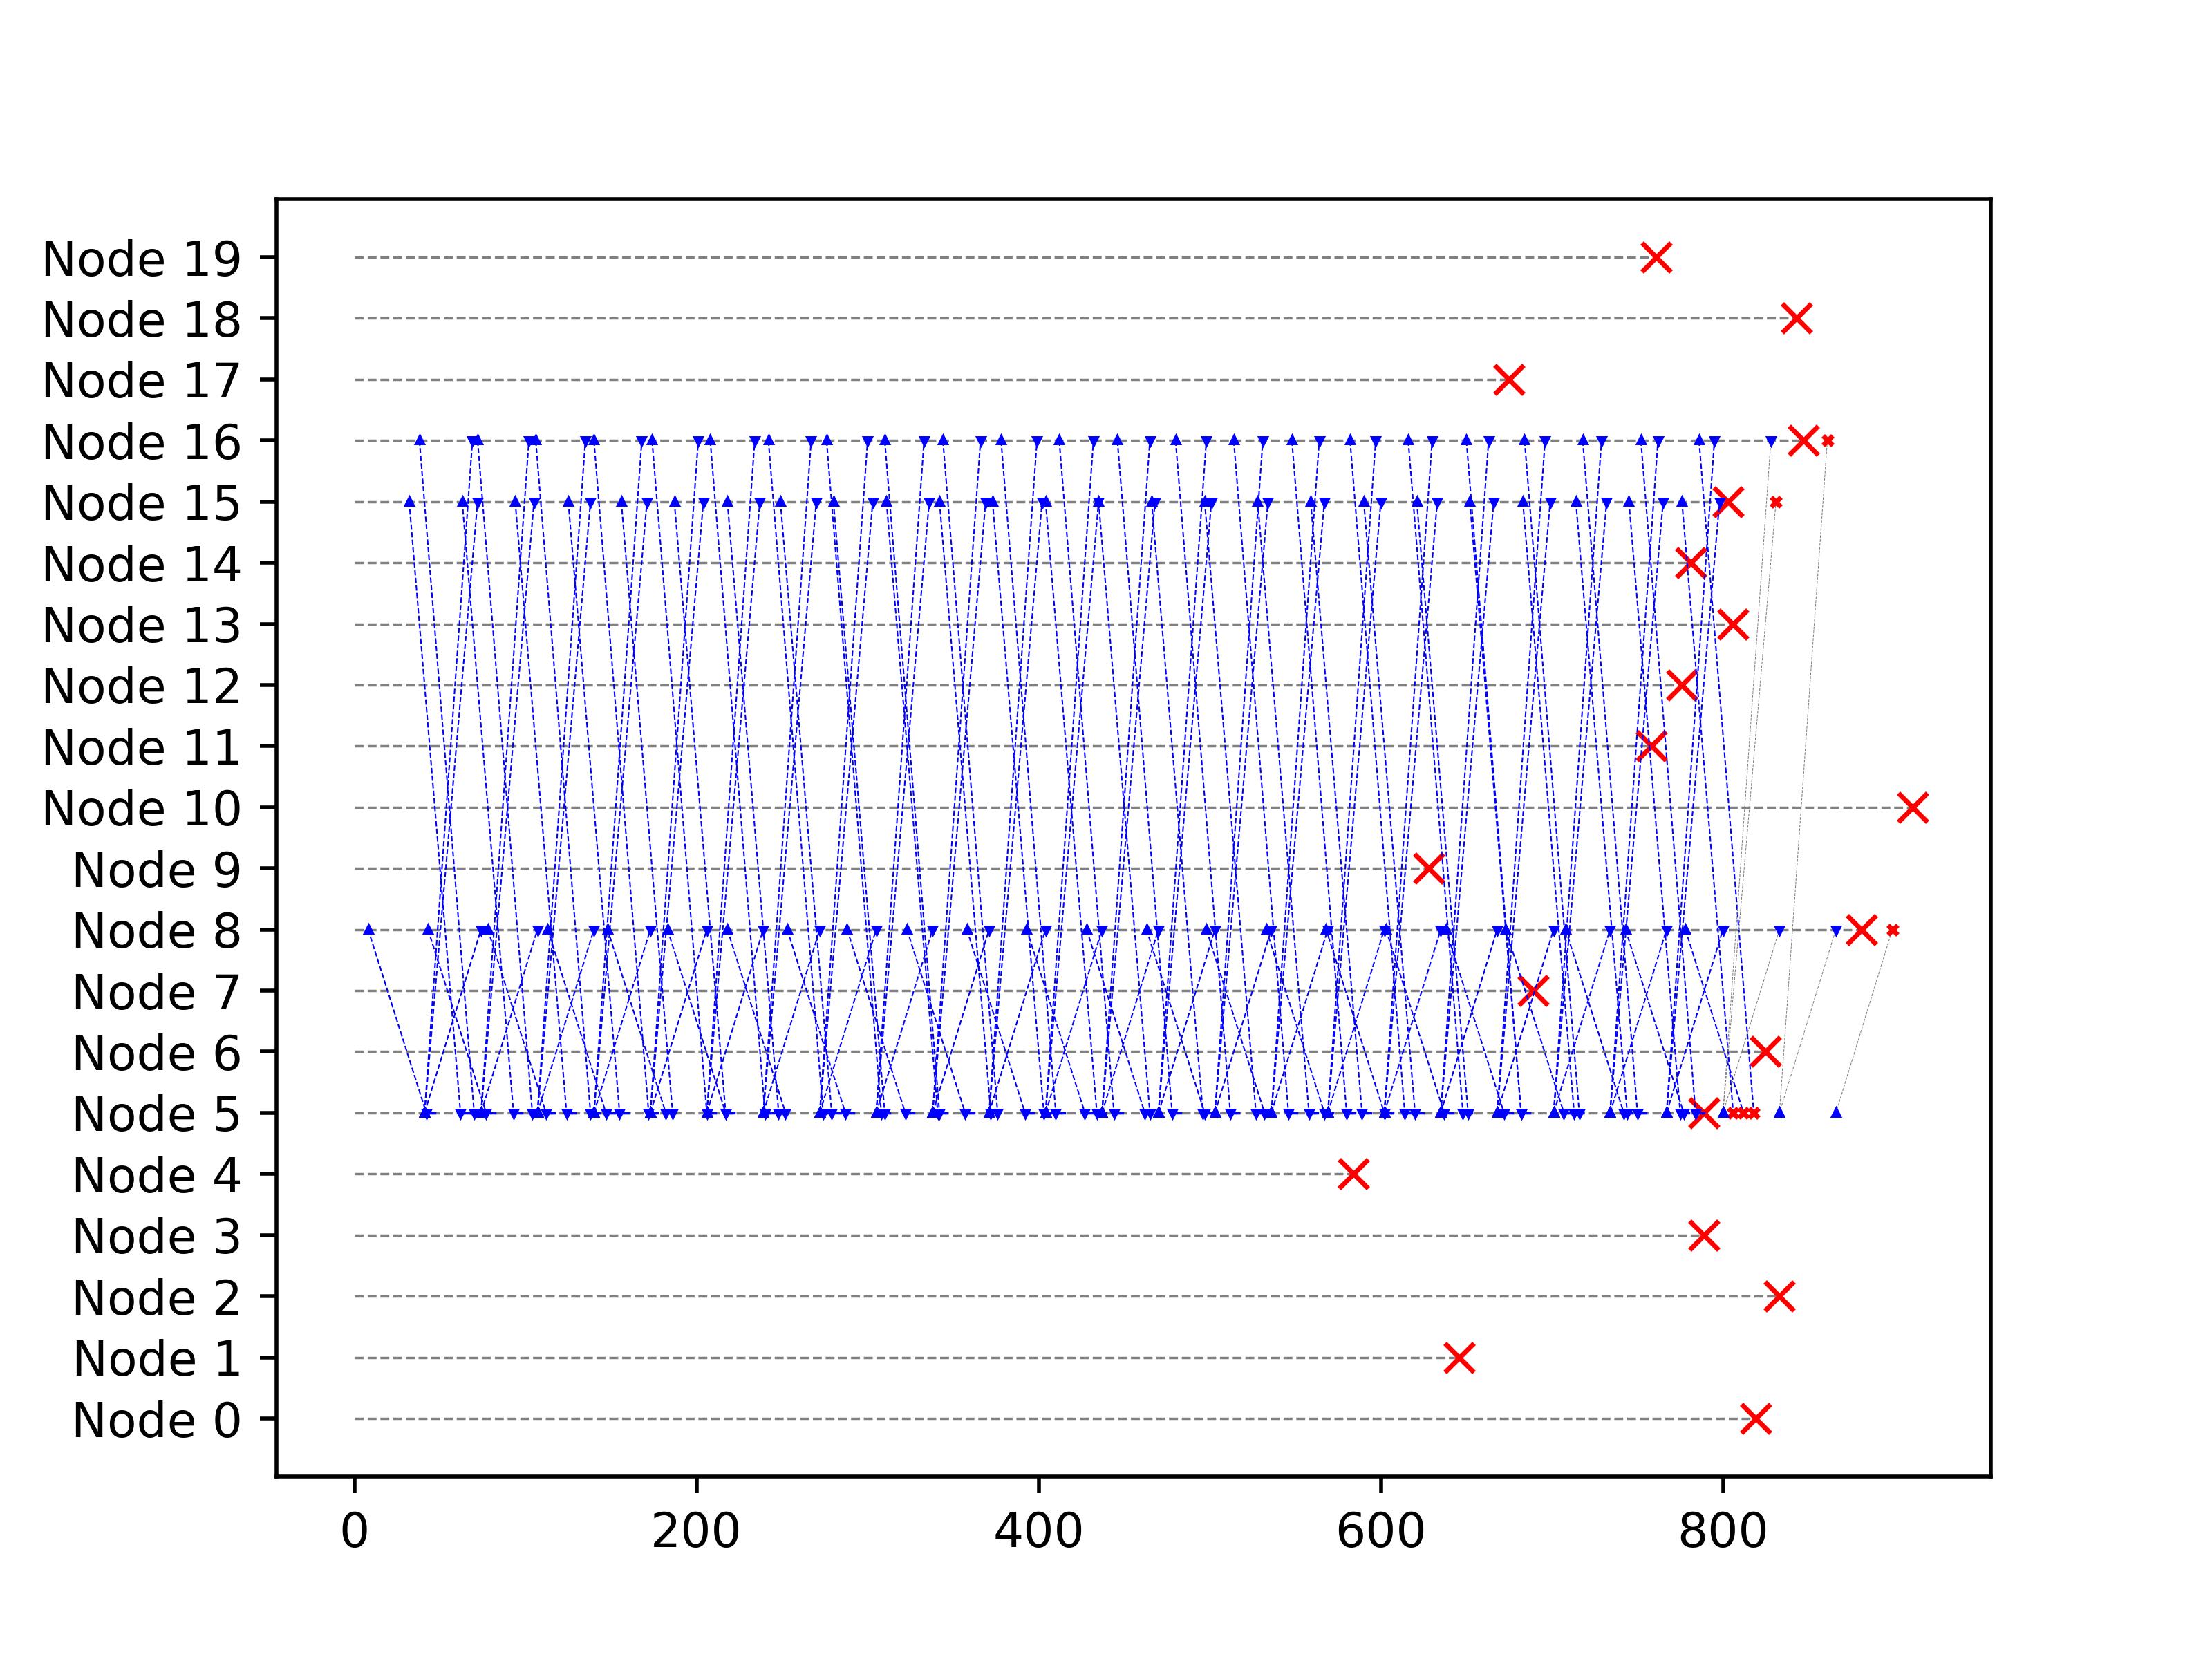 Node 19
Node 18
Node 17
Node 16
Node 15
Node 14
Node 13
Node 12
Node 11
Node 10
Node 9
Node 8
Node 7
Node 6
Node 5
Node 4
Node 3
Node 2
Node 1
Node 0
0 200 400 600 800